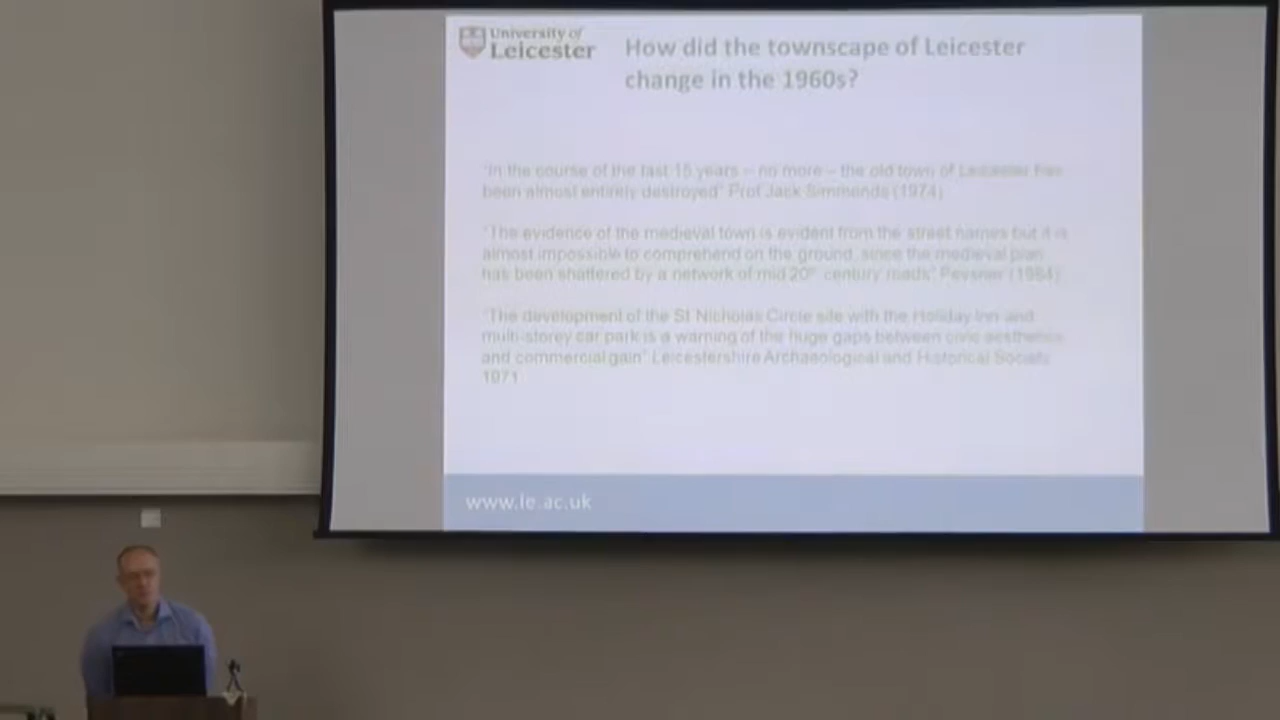 University of
Leicester
How did the townscape of Leicester
change in the 1960s?
"In the course of the last 15 years – no more – the old town of Leicester has
been almost entirely destroyed" Prof Jack Simmonds (1974)
"The evidence of the medieval town is evident from the street names but it is
almost impossible to comprehend on the ground, since the medieval plan
has been shattered by a network of mid 20th century roads" Pevsner (1984)
"The development of the St Nicholas Circle site with the Holiday Inn and
multi-storey car park is a warning of the huge gaps between civic aesthetics
and commercial gain" Leicestershire Archaeological and Historical Society
1971
www.le.ac.uk